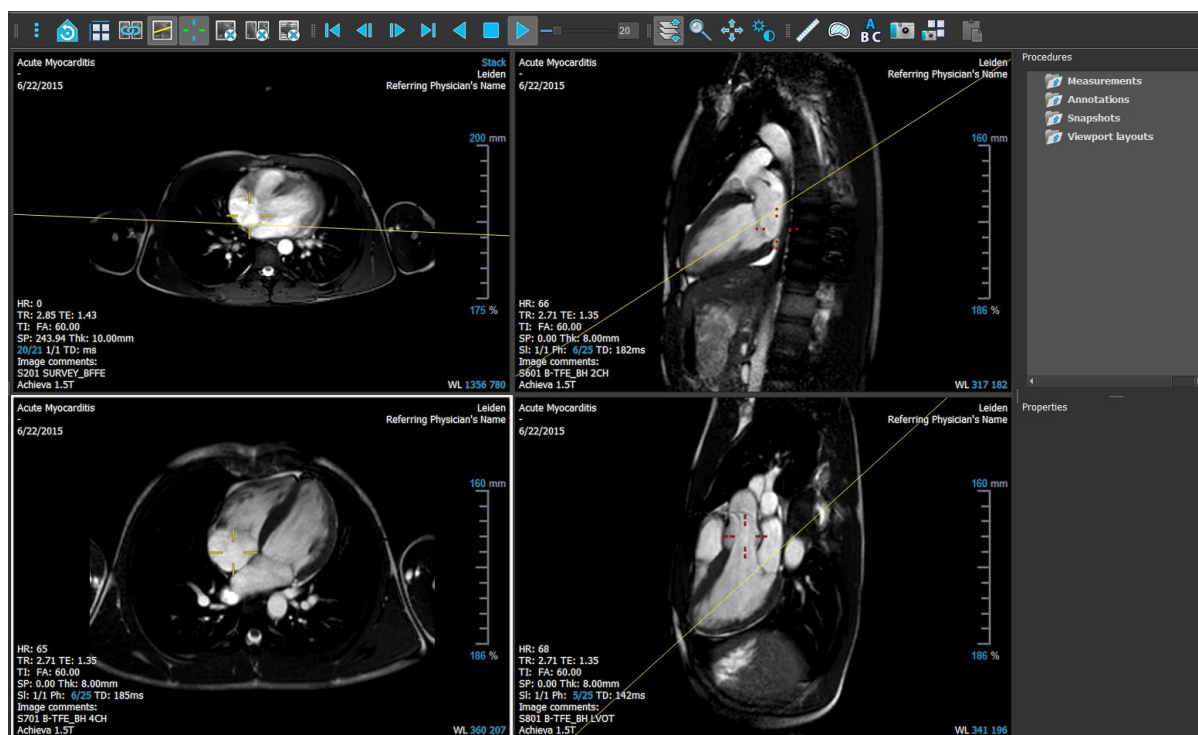 20
A
B C
Acute Myocarditis
-
6/22/2015
Stack
Leiden
Referring Physician's Name
200 mm
175 %
HR: 0
TR: 2.85 TE: 1.43
TI: FA: 60.00
SP: 243.94 Thk: 10.00mm
20/21 1/1 TD: ms
Image comments:
S201 SURVEY_BFFE
Achieva 1.5T
WL 1356 780
Acute Myocarditis
-
6/22/2015
Leiden
Referring Physician's Name
160 mm
186 %
HR: 66
TR: 2.71 TE: 1.35
TI: FA: 60.00
SP: 0.00 Thk: 8.00mm
Sl: 1/1 Ph: 6/25 TD: 182ms
Image comments:
S601 B-TFE_BH 2CH
Achieva 1.5T
WL 317 182
Procedures
Measurements
Annotations
Snapshots
Viewport layouts
Acute Myocarditis
-
6/22/2015
Leiden
Referring Physician's Name
160 mm
186 %
HR: 65
TR: 2.71 TE: 1.35
TI: FA: 60.00
SP: 0.00 Thk: 8.00mm
Sl: 1/1 Ph: 6/25 TD: 185ms
Image comments:
S701 B-TFE_BH 4CH
Achieva 1.5T
WL 360 207
Acute Myocarditis
-
6/22/2015
Leiden
Referring Physician's Name
160 mm
186 %
HR: 68
TR: 2.71 TE: 1.35
TI: FA: 60.00
SP: 0.00 Thk: 8.00mm
Sl: 1/1 Ph: 5/25 TD: 142ms
Image comments:
S801 B-TFE_BH LVOT
Achieva 1.5T
WL 341 196
Properties